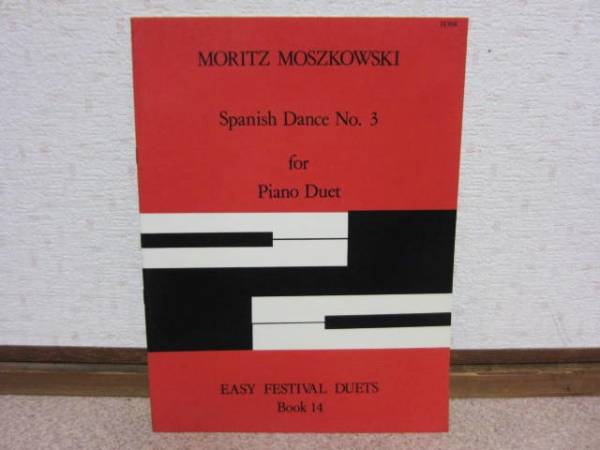 MORITZ MOSZKOWSKI
Spanish Dance No. 3
for
Piano Duet
EASY FESTIVAL DUETS
Book 14